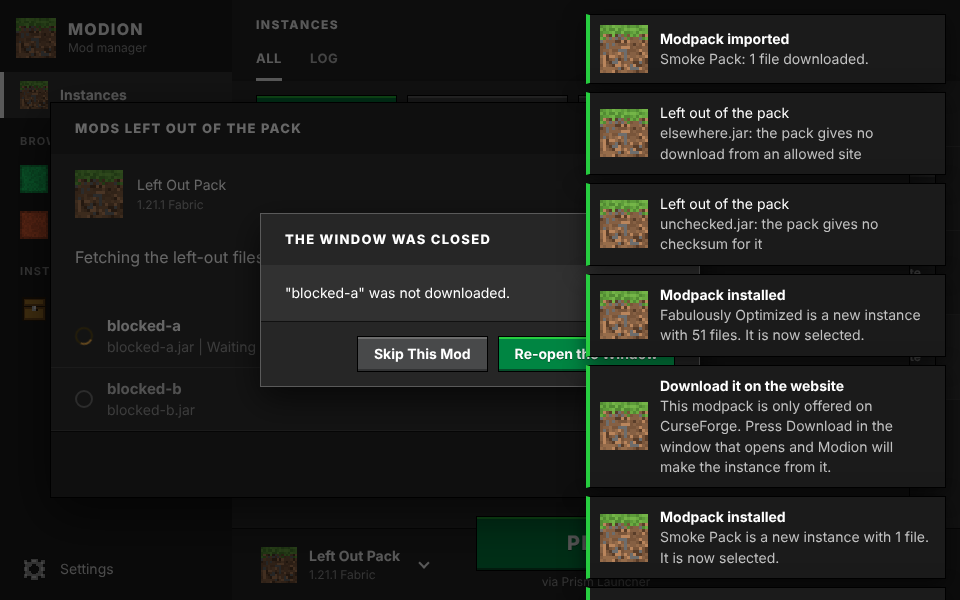 MODION
Mod manager
Instances
BROW
INST
Settings
INSTANCES
ALL
LOG
MODS LEFT OUT OF THE PACK
Left Out Pack
1.21.1 Fabric
Fetching the left-out files
blocked-a
blocked-a.jar | Waiting
blocked-b
blocked-b.jar
THE WINDOW WAS CLOSED
"blocked-a" was not downloaded.
Skip This Mod
Re-open the Window
Left Out Pack
1.21.1 Fabric
via Prism Launcher
Modpack imported
Smoke Pack: 1 file downloaded.
Left out of the pack
elsewhere.jar: the pack gives no
download from an allowed site
Left out of the pack
unchecked.jar: the pack gives no
checksum for it
Modpack installed
Fabulously Optimized is a new instance
with 51 files. It is now selected.
Download it on the website
This modpack is only offered on
CurseForge. Press Download in the
window that opens and Modion will
make the instance from it.
Modpack installed
Smoke Pack is a new instance with 1 file.
It is now selected.